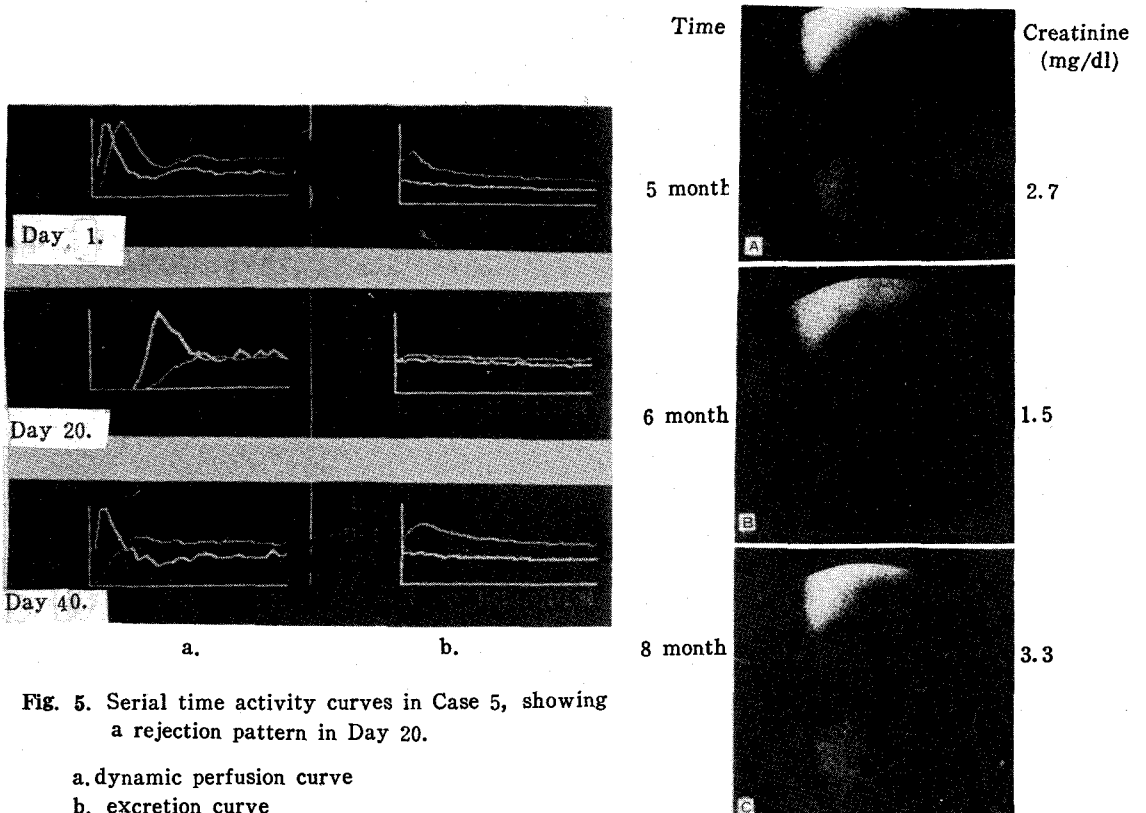 Day 1.
Day 20.
Day 40.
a.
b.
Fig. 5. Serial time activity curves in Case 5, showing
a rejection pattern in Day 20.
a. dynamic perfusion curve
b. excretion curve
Time
Creatinine
(mg/dl)
5 month
2.7
A
6 month
1.5
B
8 month
3.3
C